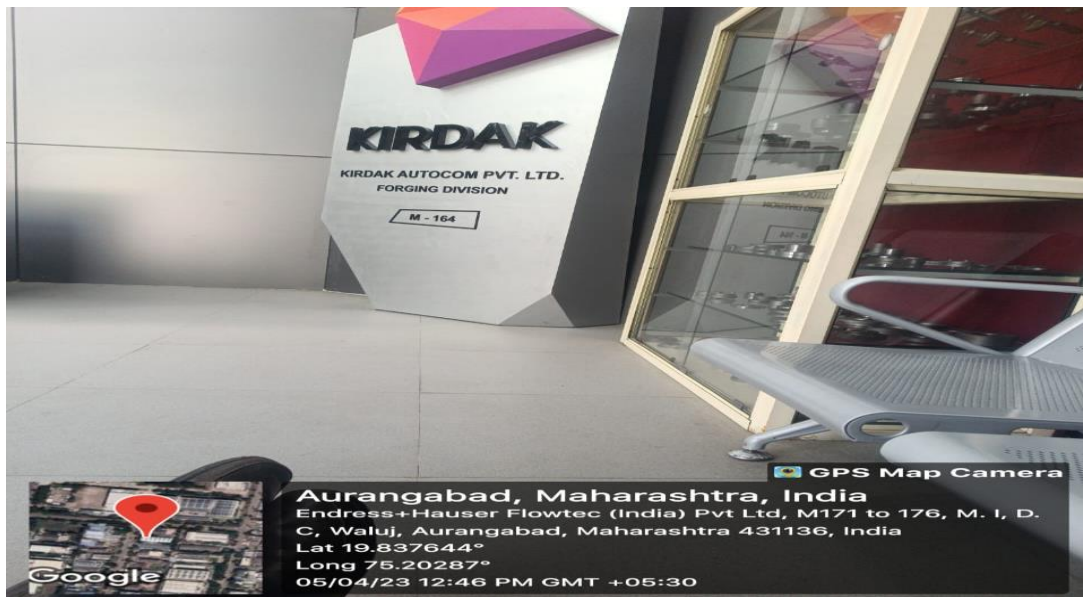 KIRDAK
KIRDAK AUTOCOM PVT. LTD.
FORGING DIVISION
M - 164
GPS Map Camera
Aurangabad, Maharashtra, India
Endress+Hauser Flowtec (India) Pvt Ltd, M171 to 176, M. I, D.
C, Waluj, Aurangabad, Maharashtra 431136, India
Lat 19.837644°
Long 75.20287°
05/04/23 12:46 PM GMT +05:30
Google